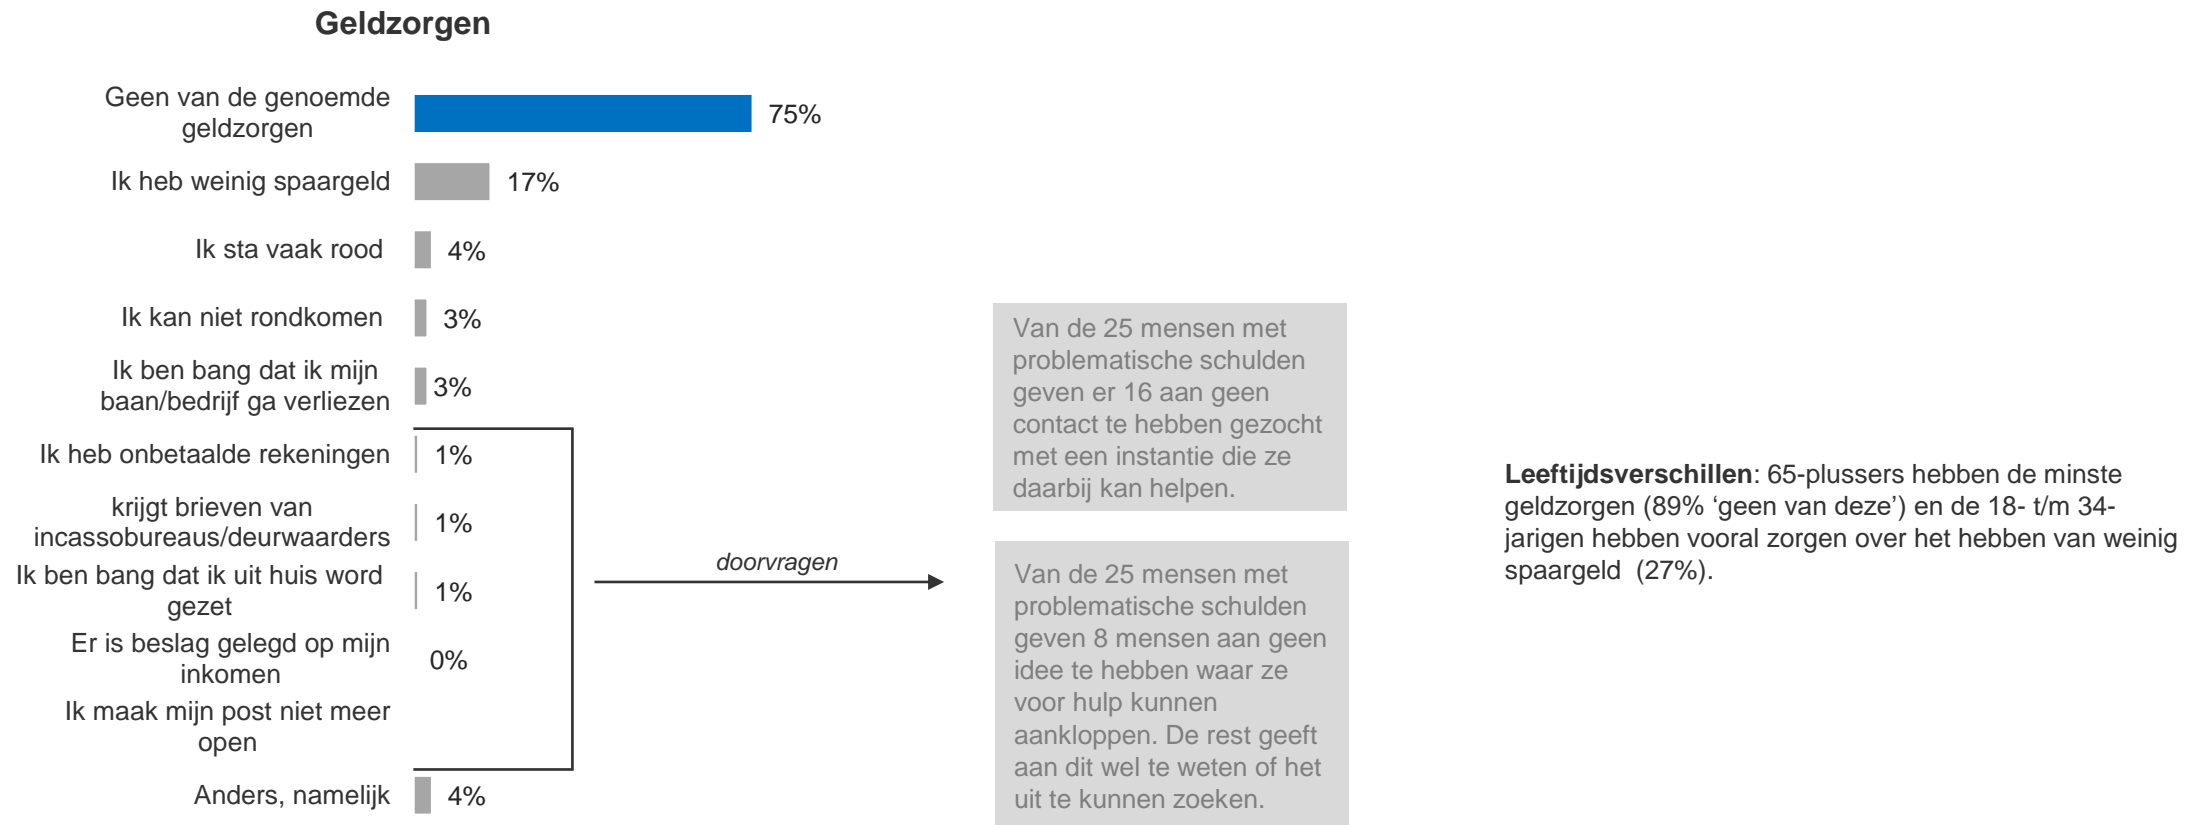 Geldzorgen
Geen van de genoemde
geldzorgen
75%
Ik heb weinig spaargeld
17%
Ik sta vaak rood
4%
Ik kan niet rondkomen
3%
Ik ben bang dat ik mijn
baan/bedrijf ga verliezen
3%
Ik heb onbetaalde rekeningen
1%
krijgt brieven van
incassobureaus/deurwaarders
1%
Ik ben bang dat ik uit huis word
gezet
1%
Er is beslag gelegd op mijn
inkomen
0%
Ik maak mijn post niet meer
open
Anders, namelijk
4%
doorvragen
Van de 25 mensen met
problematische schulden
geven er 16 aan geen
contact te hebben gezocht
met een instantie die ze
daarbij kan helpen.
Van de 25 mensen met
problematische schulden
geven 8 mensen aan geen
idee te hebben waar ze
voor hulp kunnen
aankloppen. De rest geeft
aan dit wel te weten of het
uit te kunnen zoeken.
Leeftijdsverschillen: 65-plussers hebben de minste
geldzorgen (89% ‘geen van deze’) en de 18- t/m 34-
jarigen hebben vooral zorgen over het hebben van weinig
spaargeld (27%).